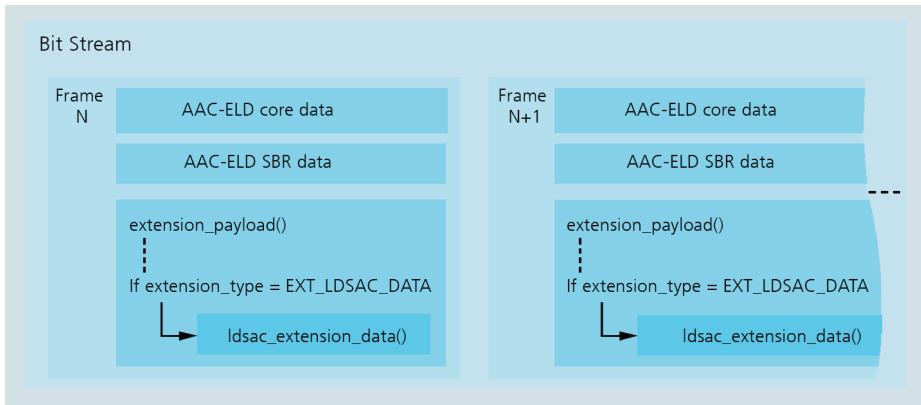 Bit Stream
Frame
N
AAC-ELD core data
AAC-ELD SBR data
extension_payload()
If extension_type = EXT_LDSAC_DATA
ldsac_extension_data()
Frame
N+1
AAC-ELD core data
AAC-ELD SBR data
extension_payload()
If extension_type = EXT_LDSAC_DATA
ldsac_extension_data()